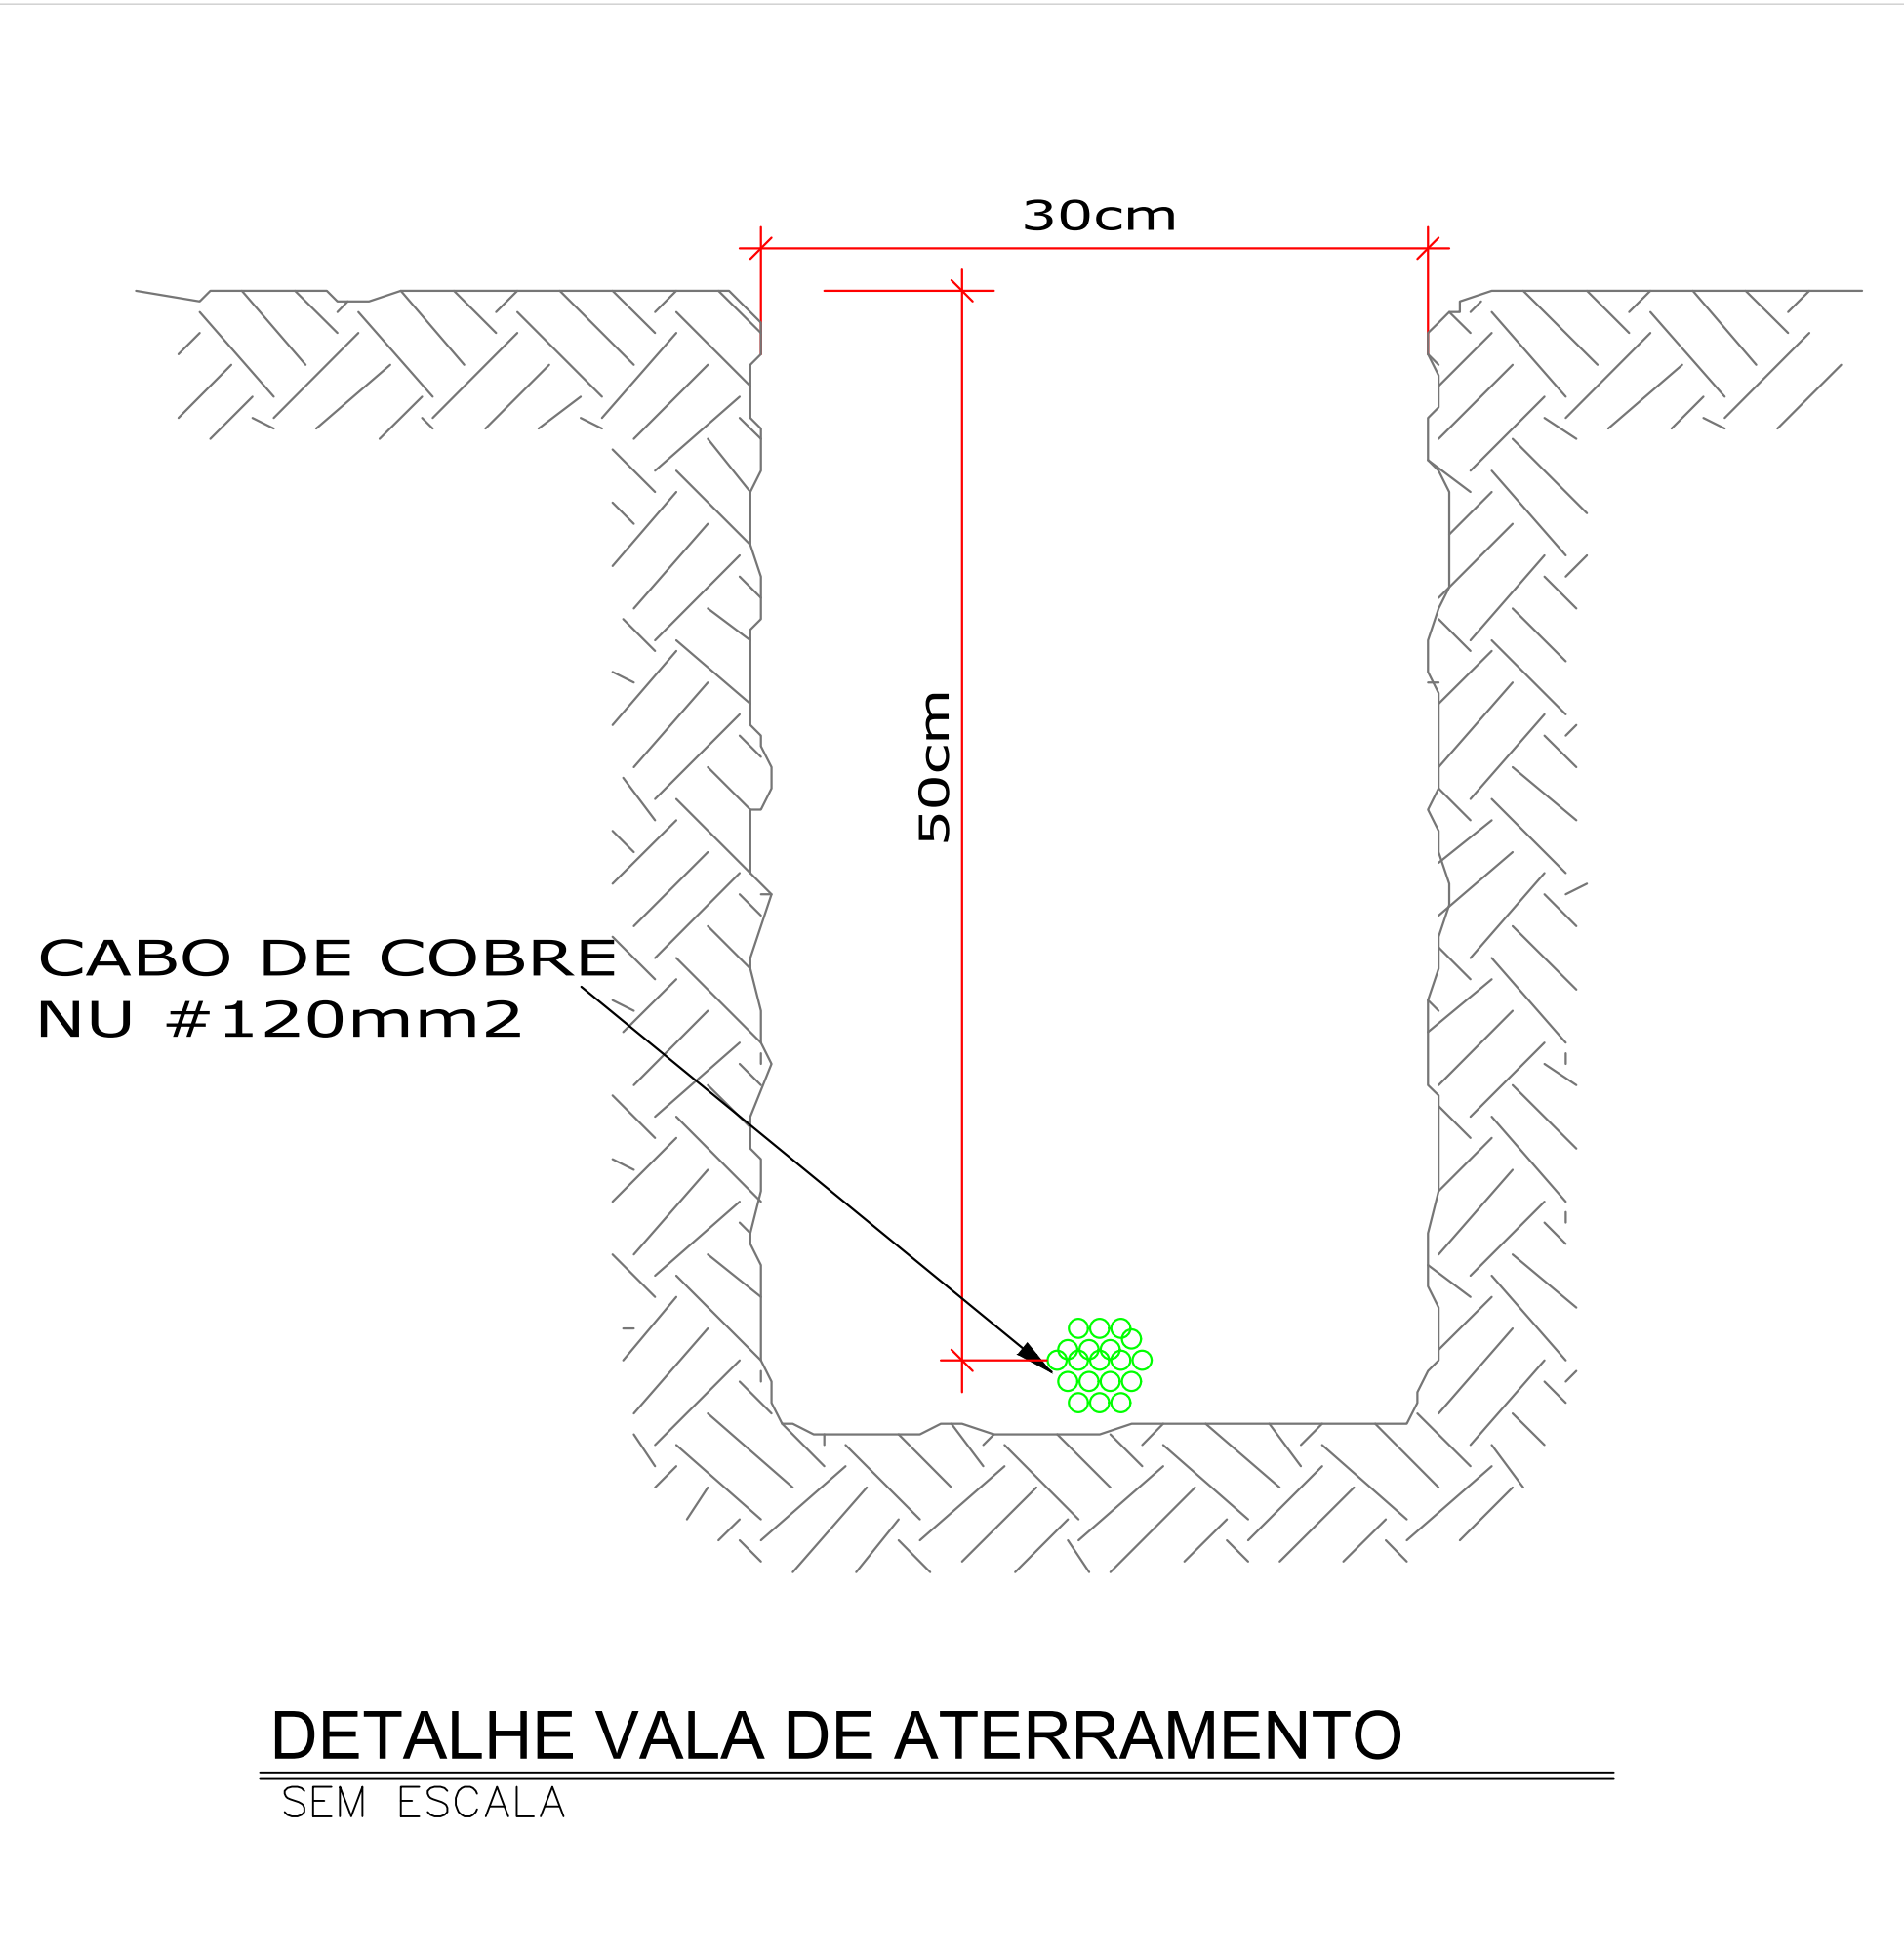 30cm
50cm
CABO DE COBRE
NU #120mm2
DETALHE VALA DE ATERRAMENTO
SEM ESCALA